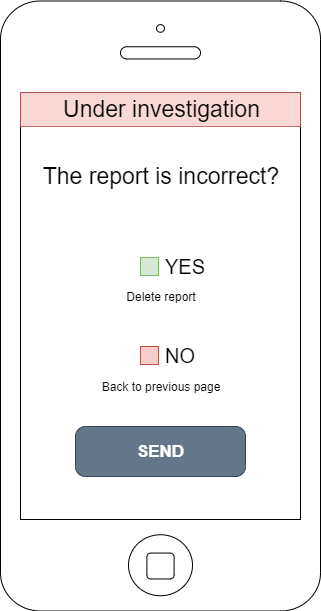 Under investigation
The report is incorrect?
YES
Delete report
NO
Back to previous page
SEND